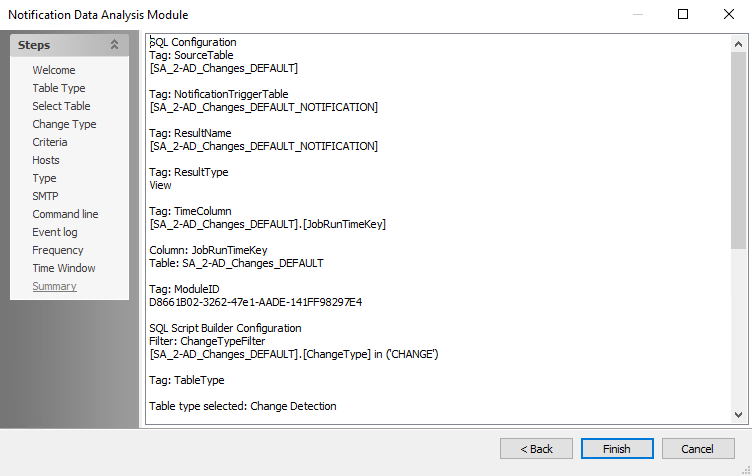 Notification Data Analysis Module
Steps
Welcome
Table Type
Select Table
Change Type
Criteria
Hosts
Type
SMTP
Command line
Event log
Frequency
Time Window
Summary
SQL Configuration
Tag: SourceTable
[SA_2-AD_Changes_DEFAULT]
Tag: NotificationTriggerTable
[SA_2-AD_Changes_DEFAULT_NOTIFICATION]
Tag: ResultName
[SA_2-AD_Changes_DEFAULT_NOTIFICATION]
Tag: ResultType
View
Tag: TimeColumn
[SA_2-AD_Changes_DEFAULT].[JobRunTimeKey]
Column: JobRunTimeKey
Table: SA_2-AD_Changes_DEFAULT
Tag: ModuleID
D8661B02-3262-47e1-AADE-141FF98297E4
SQL Script Builder Configuration
Filter: ChangeTypeFilter
[SA_2-AD_Changes_DEFAULT].[ChangeType] in ('CHANGE')
Tag: TableType
Table type selected: Change Detection
< Back
Finish
Cancel